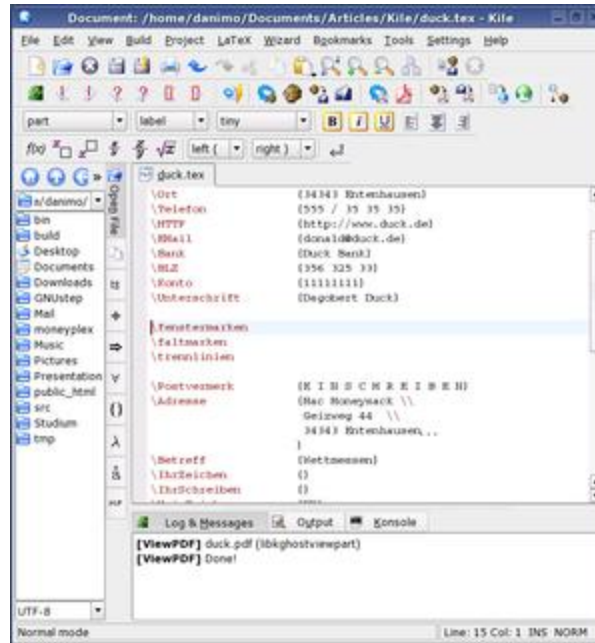 Document: /home/danimo/Documents/Articles/Kile/duck.tex - Kile
File Edit View Build Project LaTeX Wizard Bookmarks Tools Settings Help
part label tiny B I U
f(x) √x left ( right )
duck.tex
n/danimo/
Open File
bin
build
Desktop
Documents
Downloads
GNUstep
Mail
moneyplex
Music
Pictures
Presentation
public_html
src
Studium
tmp
\Ort {34343 Entenhausen}
\Telefon {555 / 35 35 35}
\HTTP {http://www.duck.de}
\EMail {donald@duck.de}
\Bank {Duck Bank}
\BLZ {356 325 33}
\Konto {11111111}
\Unterschrift {Dagobert Duck}
\fenstermarken
\faltmarken
\trennlinien
\Postvermerk {E I N S C H R E I B E N}
\Adresse {Mac Moneysack \\
Geizweg 44 \\
34343 Entenhausen
}
\Betreff {Wettmessen}
\IhrZeichen {}
\IhrSchreiben {}
Log & Messages Output Konsole
[ViewPDF] duck.pdf (libkghostviewpart)
[ViewPDF] Done!
UTF-8
Normal mode Line: 15 Col: 1 INS NORM